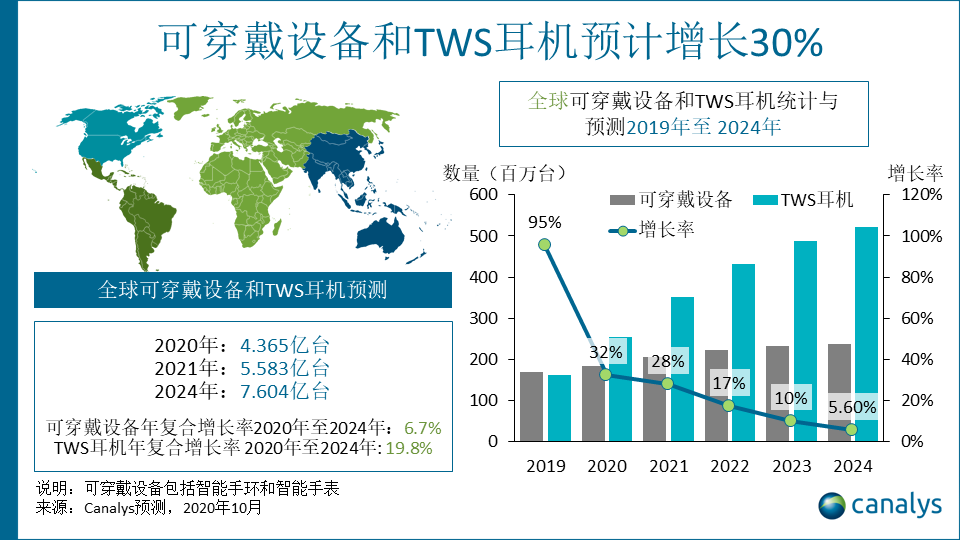 可穿戴设备和TWS耳机预计增长30%
全球可穿戴设备和TWS耳机预测
2020年：4.365亿台
2021年：5.583亿台
2024年：7.604亿台
可穿戴设备年复合增长率2020年至2024年：6.7%
TWS耳机年复合增长率 2020年至2024年: 19.8%
说明：可穿戴设备包括智能手环和智能手表
来源：Canalys预测，2020年10月
全球可穿戴设备和TWS耳机统计与
预测2019年至 2024年
数量（百万台）
增长率
可穿戴设备
TWS耳机
增长率
600
500
400
300
200
100
0
120%
100%
80%
60%
40%
20%
0%
95%
32%
28%
17%
10%
5.60%
2019
2020
2021
2022
2023
2024
canalys